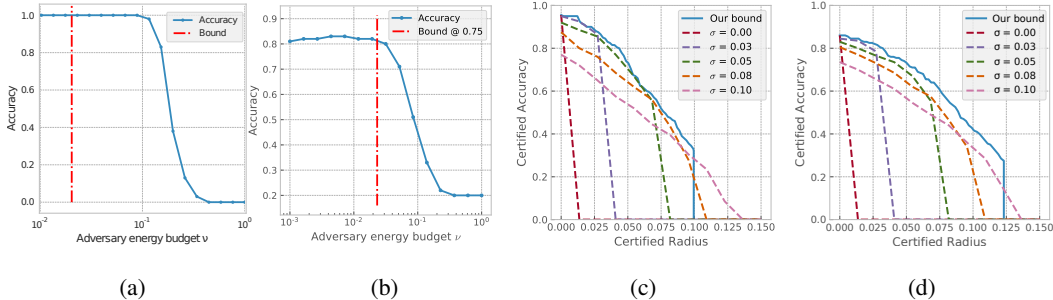 1.0
0.8
0.6
0.4
0.2
0.0
Accuracy
Accuracy
Bound
10⁻²
10⁻¹
10⁰
Adversary energy budget ν
(a)
0.9
0.8
0.7
0.6
0.5
0.4
0.3
0.2
Accuracy
Accuracy
Bound @ 0.75
10⁻³
10⁻²
10⁻¹
10⁰
Adversary energy budget ν
(b)
1.0
0.8
0.6
0.4
0.2
0.0
Certified Accuracy
Our bound
σ = 0.00
σ = 0.03
σ = 0.05
σ = 0.08
σ = 0.10
0.000 0.025 0.050 0.075 0.100 0.125 0.150
Certified Radius
(c)
1.0
0.8
0.6
0.4
0.2
0.0
Certified Accuracy
Our bound
σ = 0.00
σ = 0.03
σ = 0.05
σ = 0.08
σ = 0.10
0.000 0.025 0.050 0.075 0.100 0.125 0.150
Certified Radius
(d)